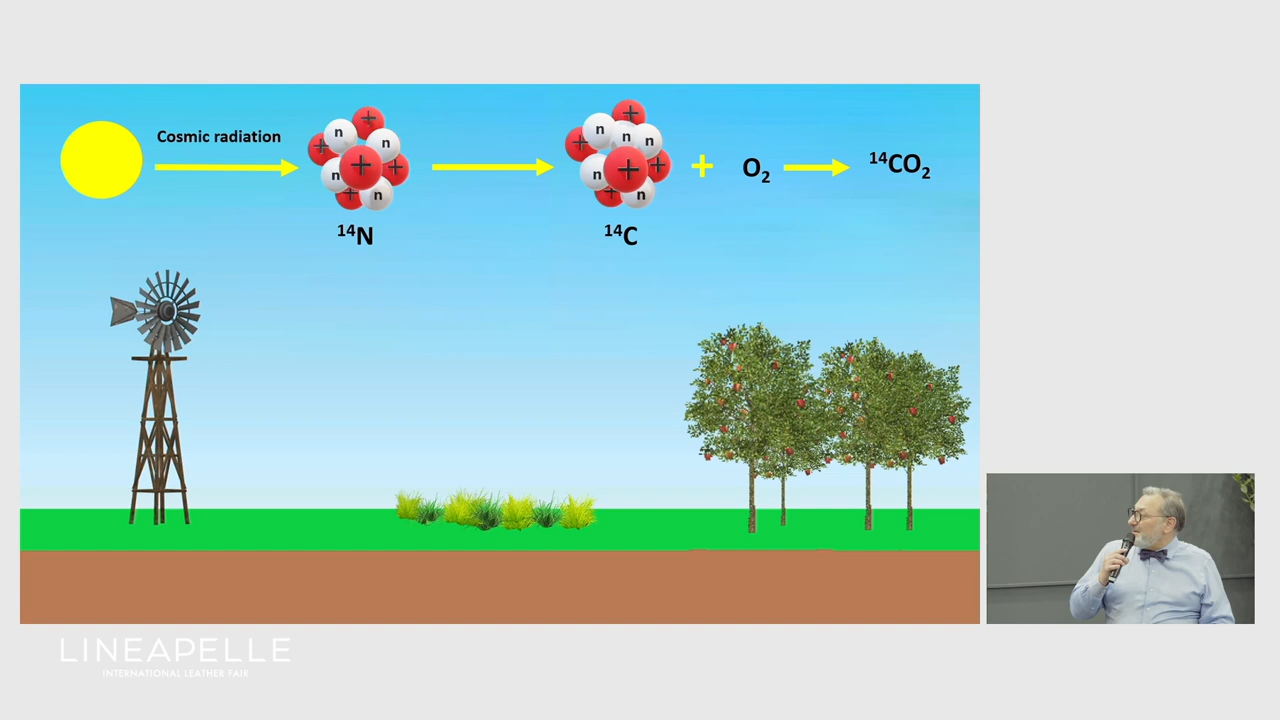 Cosmic radiation
+
n
+
n
+
+
n
+
n
+
n
n
n
+
+
+
n
+
n
+
O₂
¹⁴CO₂
¹⁴N
¹⁴C
LINEAPELLE
INTERNATIONAL LEATHER FAIR